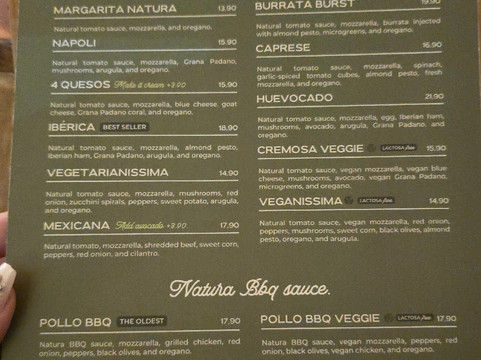 MARGARITA NATURA 13.90
Natural tomato sauce, mozzarella, and oregano.
NAPOLI 15.90
Natural tomato sauce, mozzarella, Grana Padano,
mushrooms, arugula, and oregano.
4 QUESOS Make it cream +2.00 15,90
Natural tomato sauce, mozzarella, blue cheese, goat
cheese, Grana Padano coral, and oregano.
IBÉRICA BEST SELLER 18,90
Natural tomato sauce, mozzarella, almond pesto,
Iberian ham, Grana Padano, arugula, and oregano.
VEGETARIANISSIMA 14.90
Natural tomato sauce, mozzarella, mushrooms, red
onion, zucchini spirals, peppers, sweet potato, arugula,
and oregano.
MEXICANA Add avocado +2.90 17,90
Natural tomato, mozzarella, shredded beef, sweet corn,
peppers, red onion, and cilantro.
BURRATA BURST 19.90
Natural tomato sauce, mozzarella, burrata injected
with almond pesto, microgreens, and oregano.
CAPRESE 16.90
Natural tomato sauce, mozzarella, spinach,
garlic-spiced tomato cubes, almond pesto, fresh
mozzarella, and oregano.
HUEVOCADO 21,90
Natural tomato sauce, mozzarella, egg, Iberian ham,
mushrooms, avocado, arugula, Grana Padano, and
oregano.
CREMOSA VEGGIE LACTOSA free 15,90
Natural tomato sauce, vegan mozzarella, vegan blue
cheese, mushrooms, avocado, vegan Grana Padano,
microgreens, and oregano.
VEGANISSIMA LACTOSA free 14,90
Natural tomato sauce, vegan mozzarella, red onion,
peppers, mushrooms, sweet corn, black olives, almond
pesto, oregano, and arugula.
Natura Bbq sauce.
POLLO BBQ THE OLDEST 17,90
Natura BBQ sauce, mozzarella, grilled chicken, red
onion, peppers, black olives, and oregano.
POLLO BBQ VEGGIE LACTOSA free 17,90
Natura BBQ sauce, vegan mozzarella, peppers, red
onion, black olives, vegan chicken, and oregano.